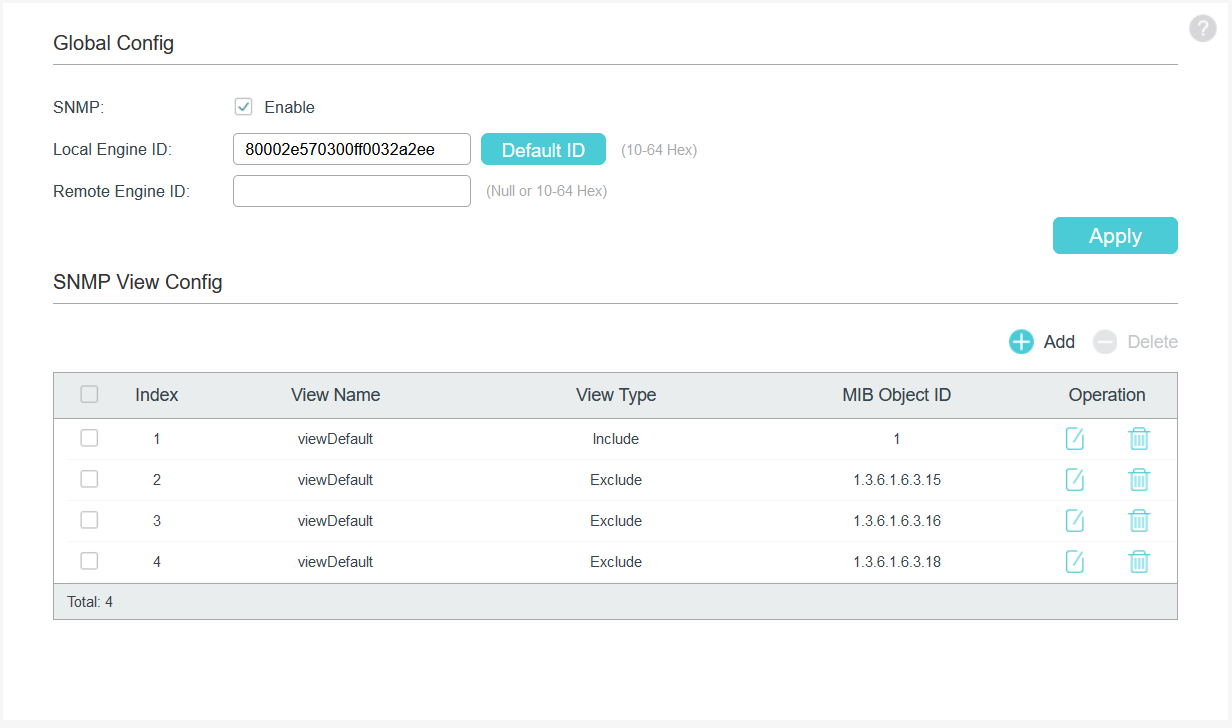 ?
Global Config
SNMP: Enable
Local Engine ID: 80002e570300ff0032a2ee Default ID (10-64 Hex)
Remote Engine ID: (Null or 10-64 Hex)
Apply
SNMP View Config
Add Delete
Index View Name View Type MIB Object ID Operation
1 viewDefault Include 1
2 viewDefault Exclude 1.3.6.1.6.3.15
3 viewDefault Exclude 1.3.6.1.6.3.16
4 viewDefault Exclude 1.3.6.1.6.3.18
Total: 4